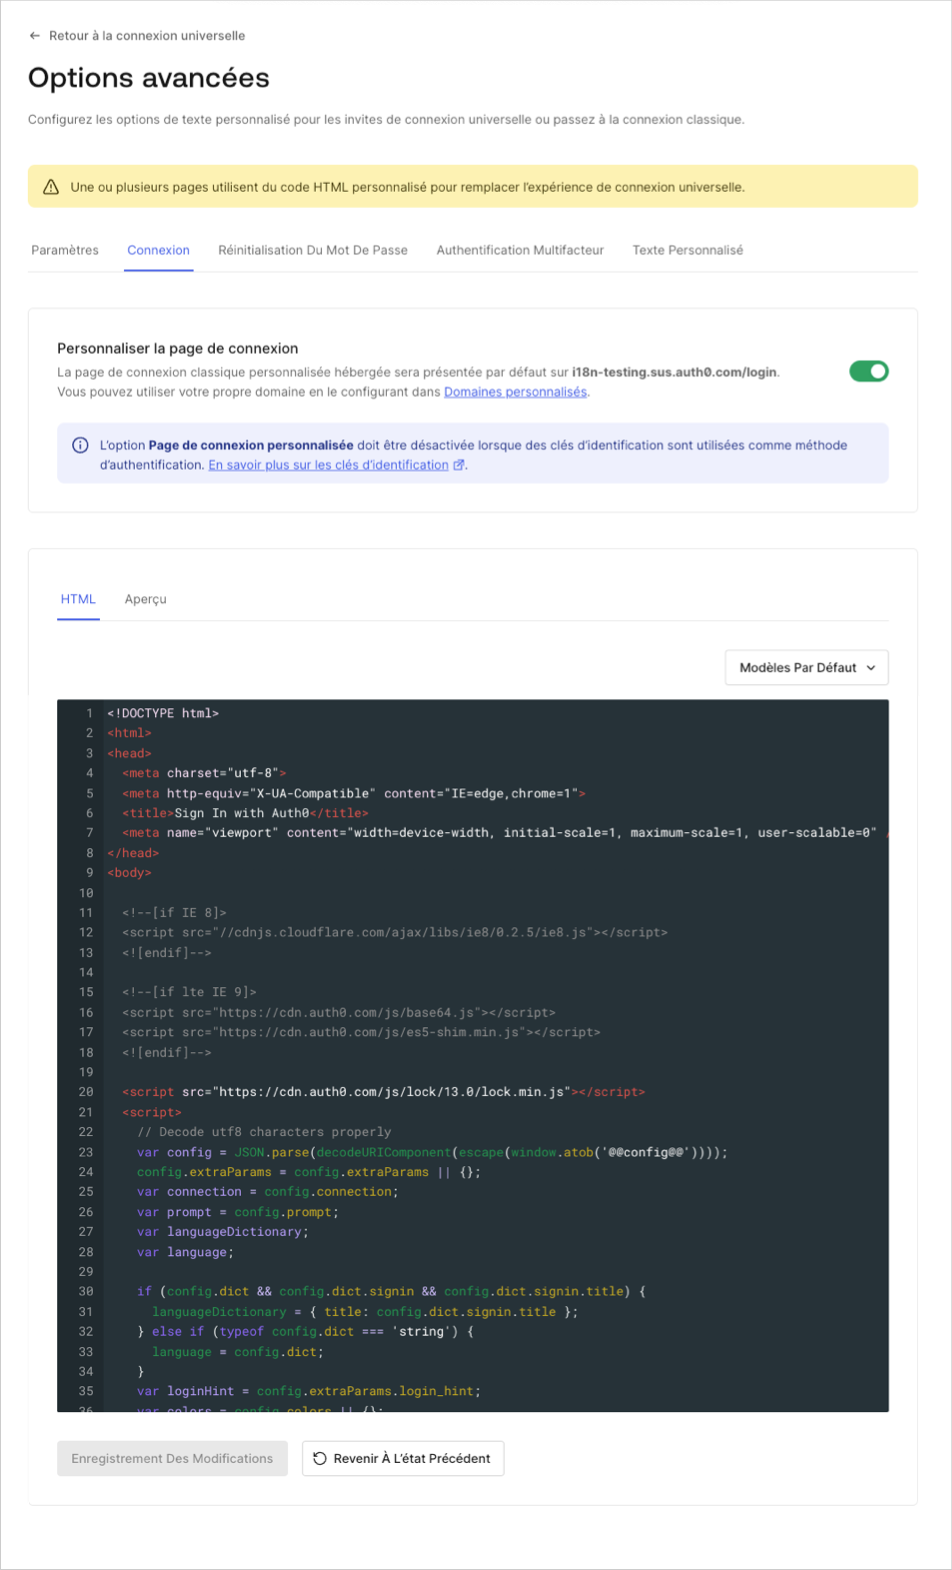 ← Retour à la connexion universelle
Options avancées
Configurez les options de texte personnalisé pour les invites de connexion universelle ou passez à la connexion classique.
Une ou plusieurs pages utilisent du code HTML personnalisé pour remplacer l'expérience de connexion universelle.
Paramètres Connexion Réinitialisation Du Mot De Passe Authentification Multifacteur Texte Personnalisé
Personnaliser la page de connexion
La page de connexion classique personnalisée hébergée sera présentée par défaut sur i18n-testing.sus.auth0.com/login.
Vous pouvez utiliser votre propre domaine en le configurant dans Domaines personnalisés.
L'option Page de connexion personnalisée doit être désactivée lorsque des clés d'identification sont utilisées comme méthode
d'authentification. En savoir plus sur les clés d'identification.
HTML Aperçu
Modèles Par Défaut
1 <!DOCTYPE html>
2 <html>
3 <head>
4 <meta charset="utf-8">
5 <meta http-equiv="X-UA-Compatible" content="IE=edge,chrome=1">
6 <title>Sign In with Auth0</title>
7 <meta name="viewport" content="width=device-width, initial-scale=1, maximum-scale=1, user-scalable=0" /
8 </head>
9 <body>
10
11 <!--[if IE 8]>
12 <script src="//cdnjs.cloudflare.com/ajax/libs/ie8/0.2.5/ie8.js"></script>
13 <![endif]-->
14
15 <!--[if lte IE 9]>
16 <script src="https://cdn.auth0.com/js/base64.js"></script>
17 <script src="https://cdn.auth0.com/js/es5-shim.min.js"></script>
18 <![endif]-->
19
20 <script src="https://cdn.auth0.com/js/lock/13.0/lock.min.js"></script>
21 <script>
22 // Decode utf8 characters properly
23 var config = JSON.parse(decodeURIComponent(escape(window.atob('@@config@@'))));
24 config.extraParams = config.extraParams || {};
25 var connection = config.connection;
26 var prompt = config.prompt;
27 var languageDictionary;
28 var language;
29
30 if (config.dict && config.dict.signin && config.dict.signin.title) {
31 languageDictionary = { title: config.dict.signin.title };
32 } else if (typeof config.dict === 'string') {
33 language = config.dict;
34 }
35 var loginHint = config.extraParams.login_hint;
36 var colors = config.colors || {};
Enregistrement Des Modifications Revenir À L'état Précédent